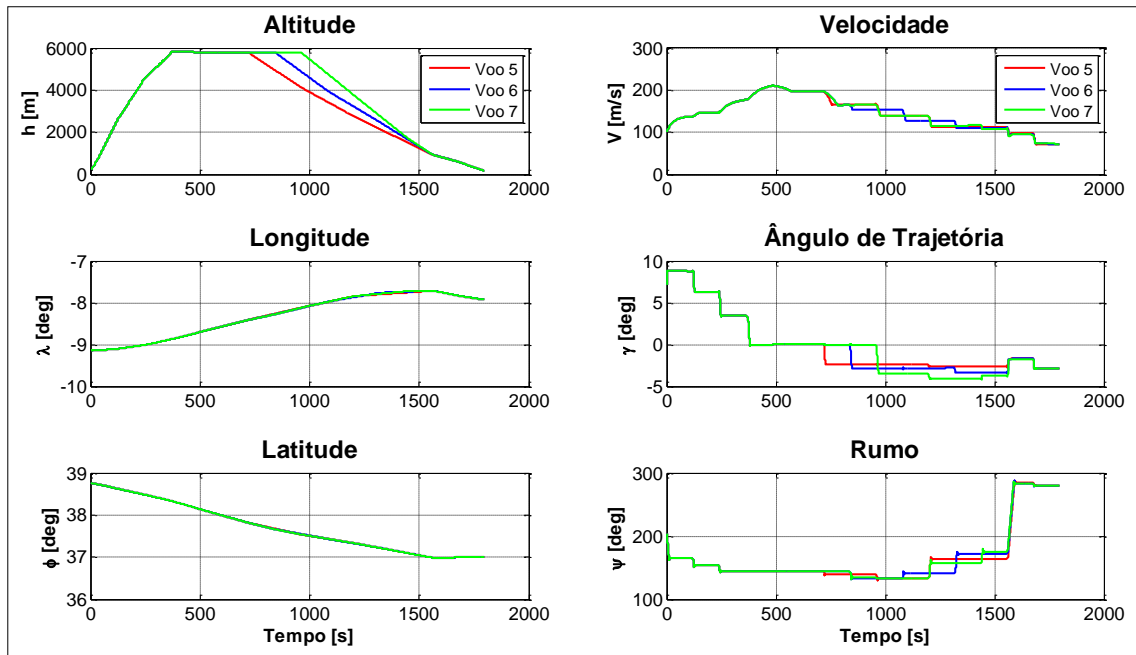 Altitude
h [m]
6000
4000
2000
0
0 500 1000 1500 2000
Voo 5
Voo 6
Voo 7
Velocidade
V [m/s]
300
200
100
0
0 500 1000 1500 2000
Voo 5
Voo 6
Voo 7
Longitude
λ [deg]
-7
-8
-9
-10
0 500 1000 1500 2000
Ângulo de Trajetória
γ [deg]
10
5
0
-5
0 500 1000 1500 2000
Latitude
ϕ [deg]
39
38
37
36
0 500 1000 1500 2000
Tempo [s]
Rumo
ψ [deg]
300
200
100
0 500 1000 1500 2000
Tempo [s]